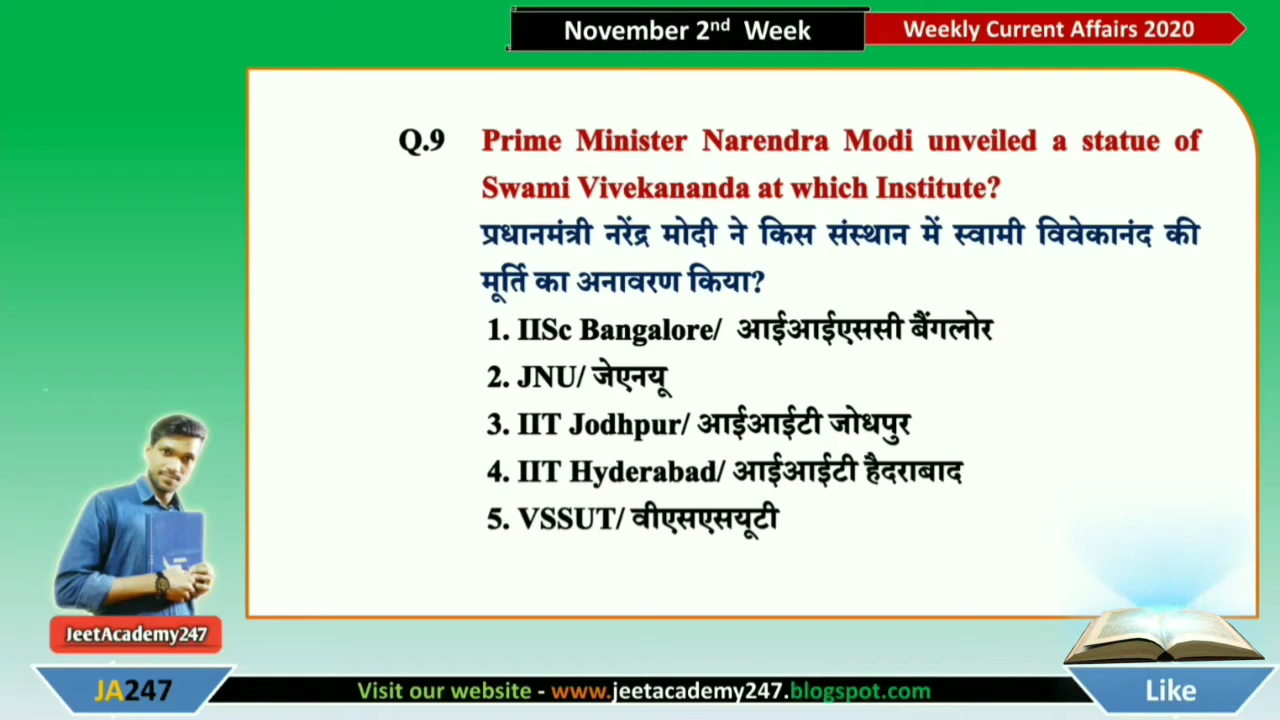 November 2nd Week
Weekly Current Affairs 2020
Q.9 Prime Minister Narendra Modi unveiled a statue of
Swami Vivekananda at which Institute?
प्रधानमंत्री नरेंद्र मोदी ने किस संस्थान में स्वामी विवेकानंद की
मूर्ति का अनावरण किया?
1. IISc Bangalore/ आईआईएससी बैंगलोर
2. JNU/ जेएनयू
3. IIT Jodhpur/ आईआईटी जोधपुर
4. IIT Hyderabad/ आईआईटी हैदराबाद
5. VSSUT/ वीएसएसयूटी
JeetAcademy247
JA247
Visit our website - www.jeetacademy247.blogspot.com
Like